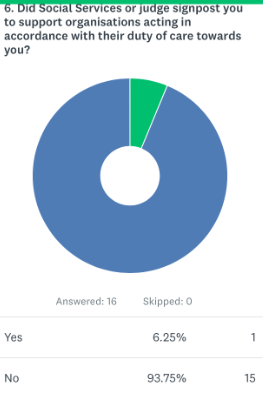 6. Did Social Services or judge signpost you
to support organisations acting in
accordance with their duty of care towards
you?
Answered: 16 Skipped: 0
Yes 6.25% 1
No 93.75% 15